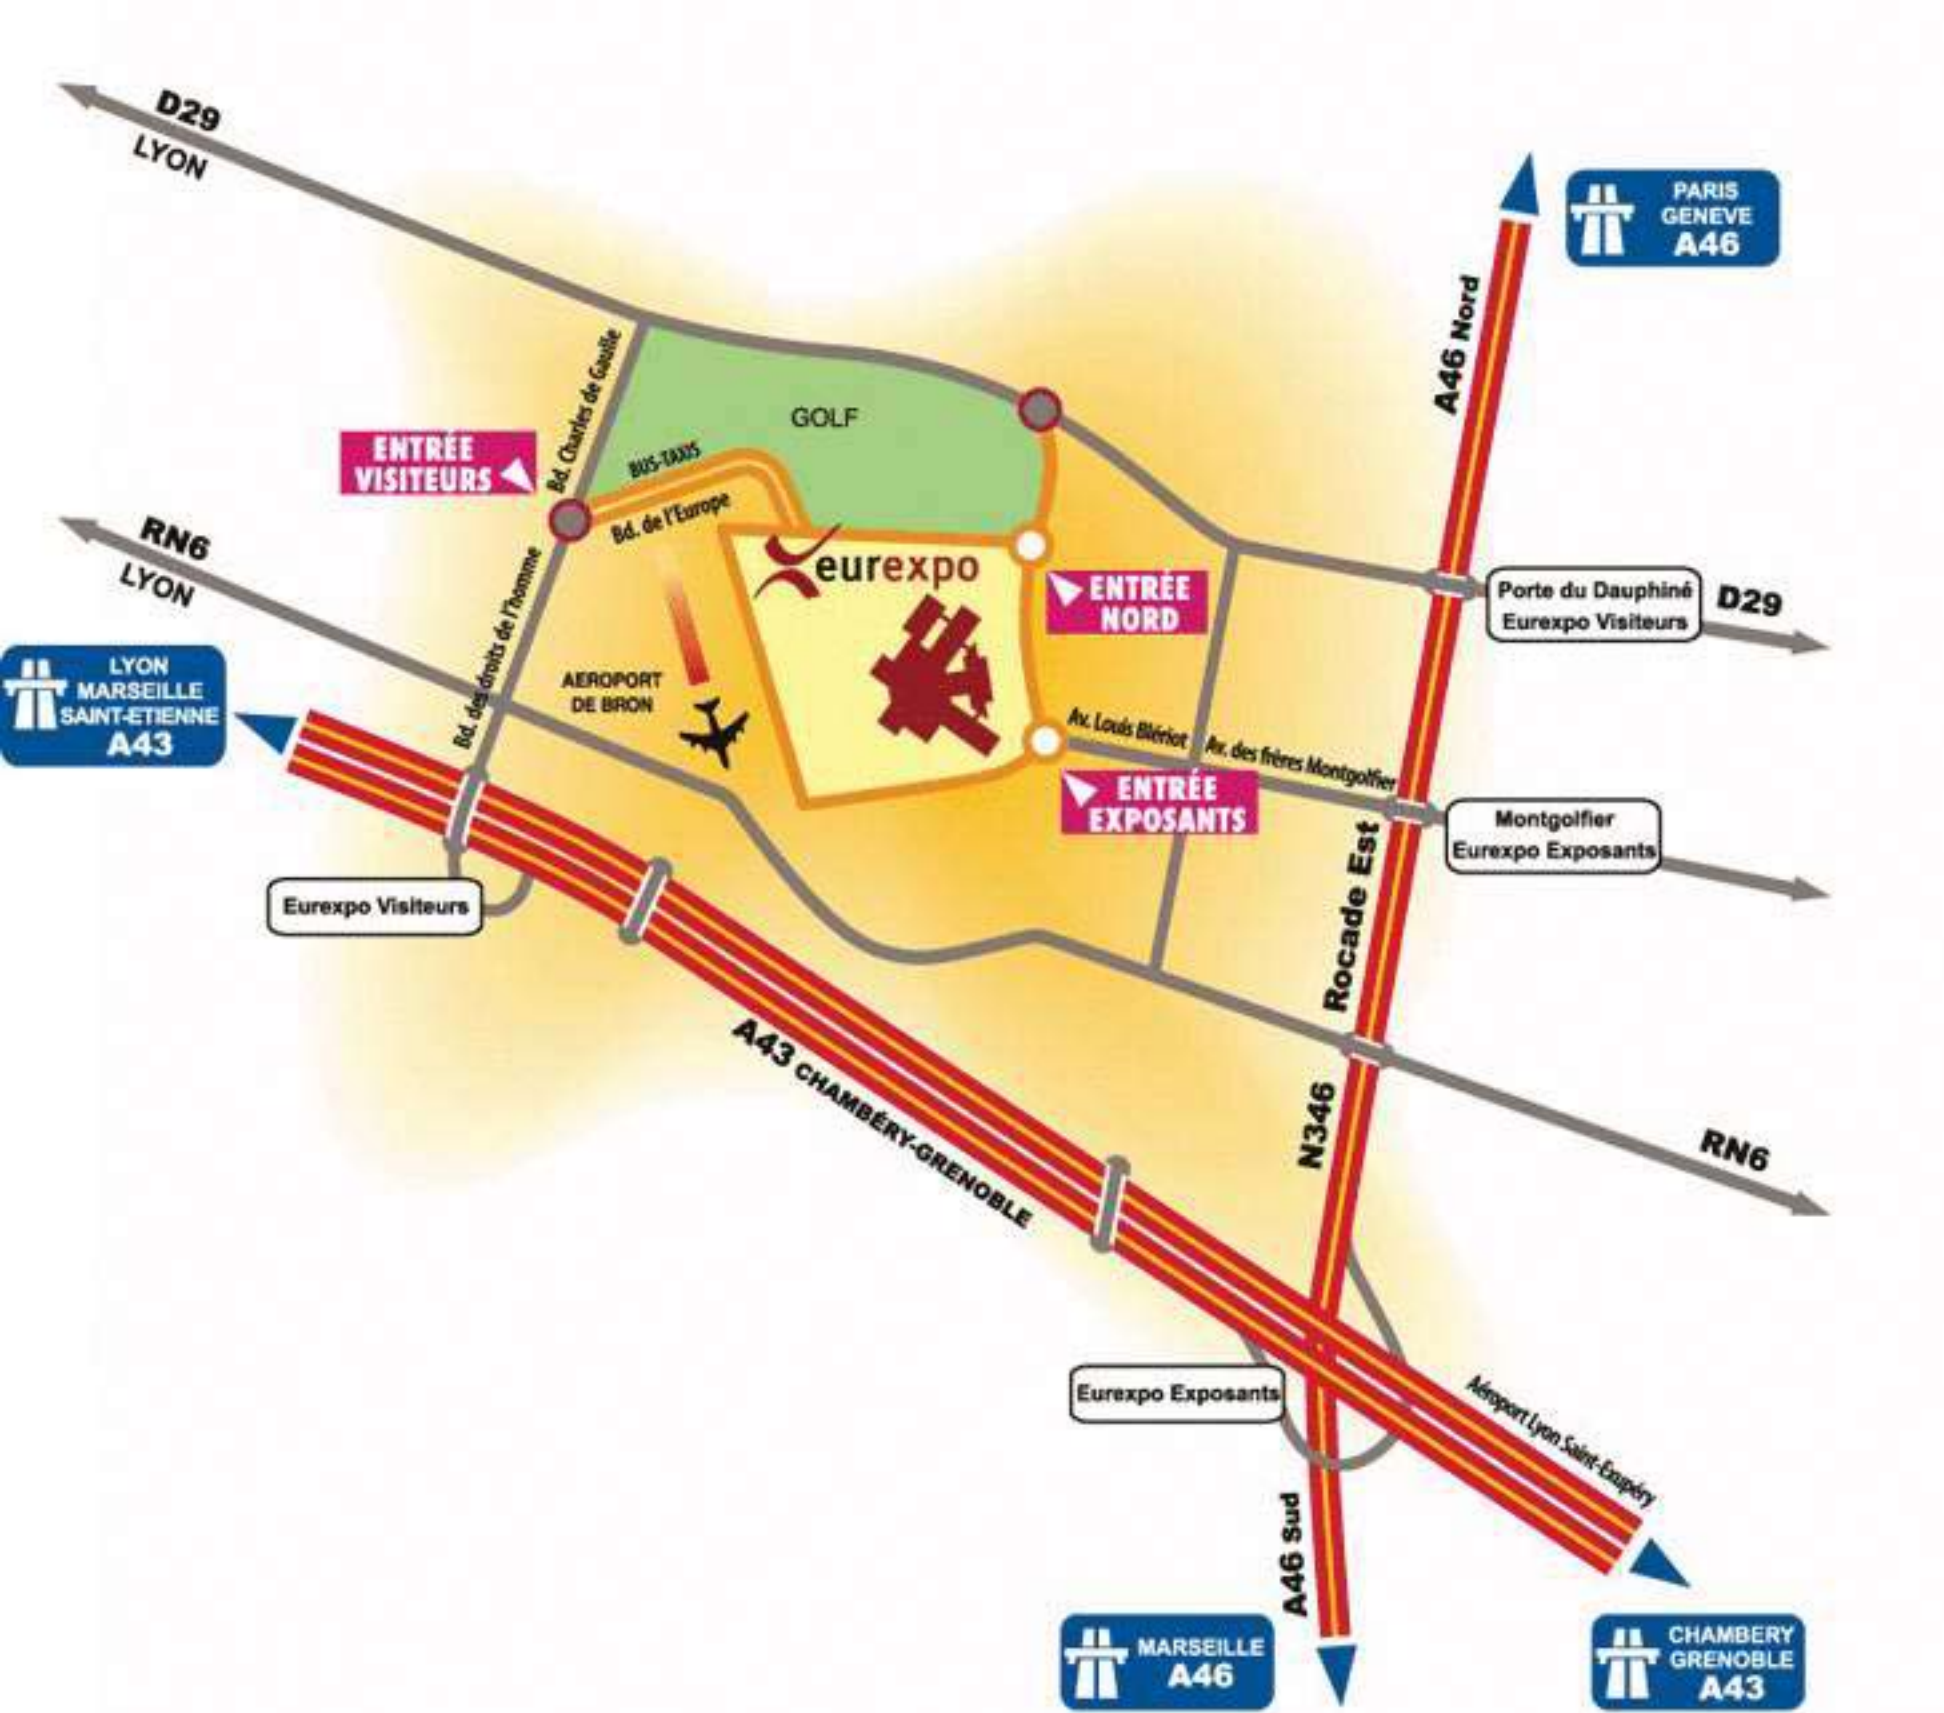 D29
LYON
PARIS
GENEVE
A46
A46 Nord
Bd. Charles de Gaulle
GOLF
ENTRÉE
VISITEURS
BUS-TAXIS
Bd. de l'Europe
RN6
LYON
eurexpo
ENTRÉE
NORD
Porte du Dauphiné
Eurexpo Visiteurs
D29
Bd. des droits de l'homme
LYON
MARSEILLE
SAINT-ETIENNE
A43
AEROPORT
DE BRON
Av. Louis Blériot
Av. des frères Montgolfier
ENTRÉE
EXPOSANTS
Montgolfier
Eurexpo Exposants
Rocade Est
Eurexpo Visiteurs
A43 CHAMBÉRY-GRENOBLE
N346
RN6
Eurexpo Exposants
Aéroport Lyon Saint-Exupéry
A46 Sud
MARSEILLE
A46
CHAMBERY
GRENOBLE
A43